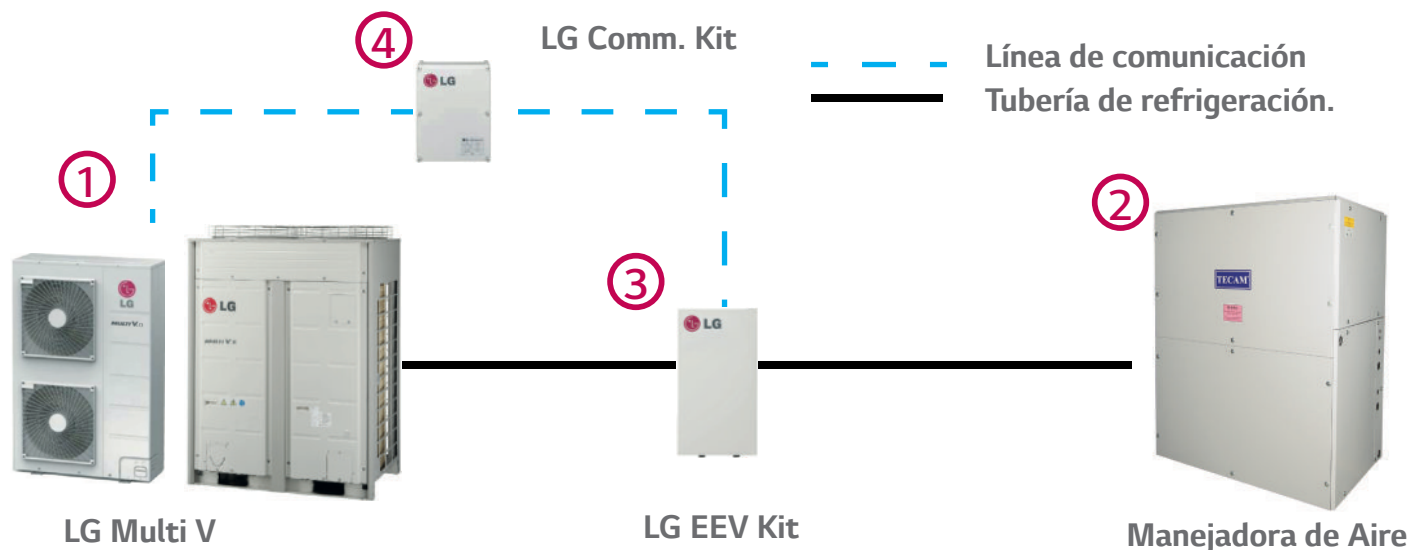 4
LG Comm. Kit
LG
Línea de comunicación
Tubería de refrigeración.
1
2
3
TECAM
LG
MULTI V
LG
LG
LG Multi V
LG EEV Kit
Manejadora de Aire